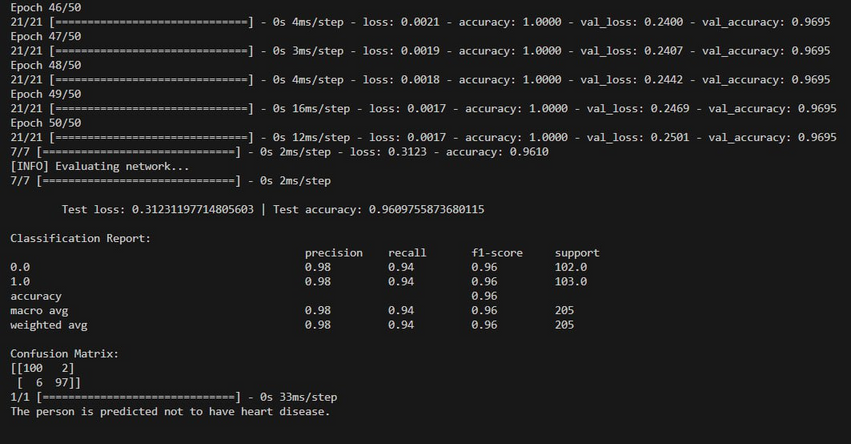 Epoch 46/50
21/21 [==============================] - 0s 4ms/step - loss: 0.0021 - accuracy: 1.0000 - val_loss: 0.2400 - val_accuracy: 0.9695
Epoch 47/50
21/21 [==============================] - 0s 3ms/step - loss: 0.0019 - accuracy: 1.0000 - val_loss: 0.2407 - val_accuracy: 0.9695
Epoch 48/50
21/21 [==============================] - 0s 4ms/step - loss: 0.0018 - accuracy: 1.0000 - val_loss: 0.2442 - val_accuracy: 0.9695
Epoch 49/50
21/21 [==============================] - 0s 16ms/step - loss: 0.0017 - accuracy: 1.0000 - val_loss: 0.2469 - val_accuracy: 0.9695
Epoch 50/50
21/21 [==============================] - 0s 12ms/step - loss: 0.0017 - accuracy: 1.0000 - val_loss: 0.2501 - val_accuracy: 0.9695
7/7 [==============================] - 0s 2ms/step - loss: 0.3123 - accuracy: 0.9610
[INFO] Evaluating network...
7/7 [==============================] - 0s 2ms/step
Test loss: 0.31231197714805603 | Test accuracy: 0.9609755873680115
Classification Report:
precision recall f1-score support
0.0 0.98 0.94 0.96 102.0
1.0 0.98 0.94 0.96 103.0
accuracy 0.96
macro avg 0.98 0.94 0.96 205
weighted avg 0.98 0.94 0.96 205
Confusion Matrix:
[[100   2]
 [  6  97]]
1/1 [==============================] - 0s 33ms/step
The person is predicted not to have heart disease.